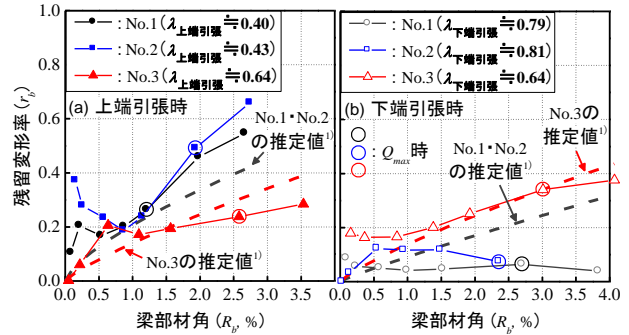 : No.1 (λ上端引張≒0.40)
: No.2 (λ上端引張≒0.43)
: No.3 (λ上端引張≒0.64)
(a) 上端引張時
No.1・No.2
の推定値1)
No.3の推定値1)
残留変形率 (rb)
1.0
0.8
0.6
0.4
0.2
0.0
0.0 0.5 1.0 1.5 2.0 2.5 3.0 3.5
梁部材角 (Rb, %)
: No.1 (λ下端引張≒0.79)
: No.2 (λ下端引張≒0.81)
: No.3 (λ下端引張≒0.64)
(b) 下端引張時
: Qmax 時
No.1・No.2
の推定値1)
No.3の
推定値1)
0.0 0.5 1.0 1.5 2.0 2.5 3.0 3.5 4.0
梁部材角 (Rb, %)